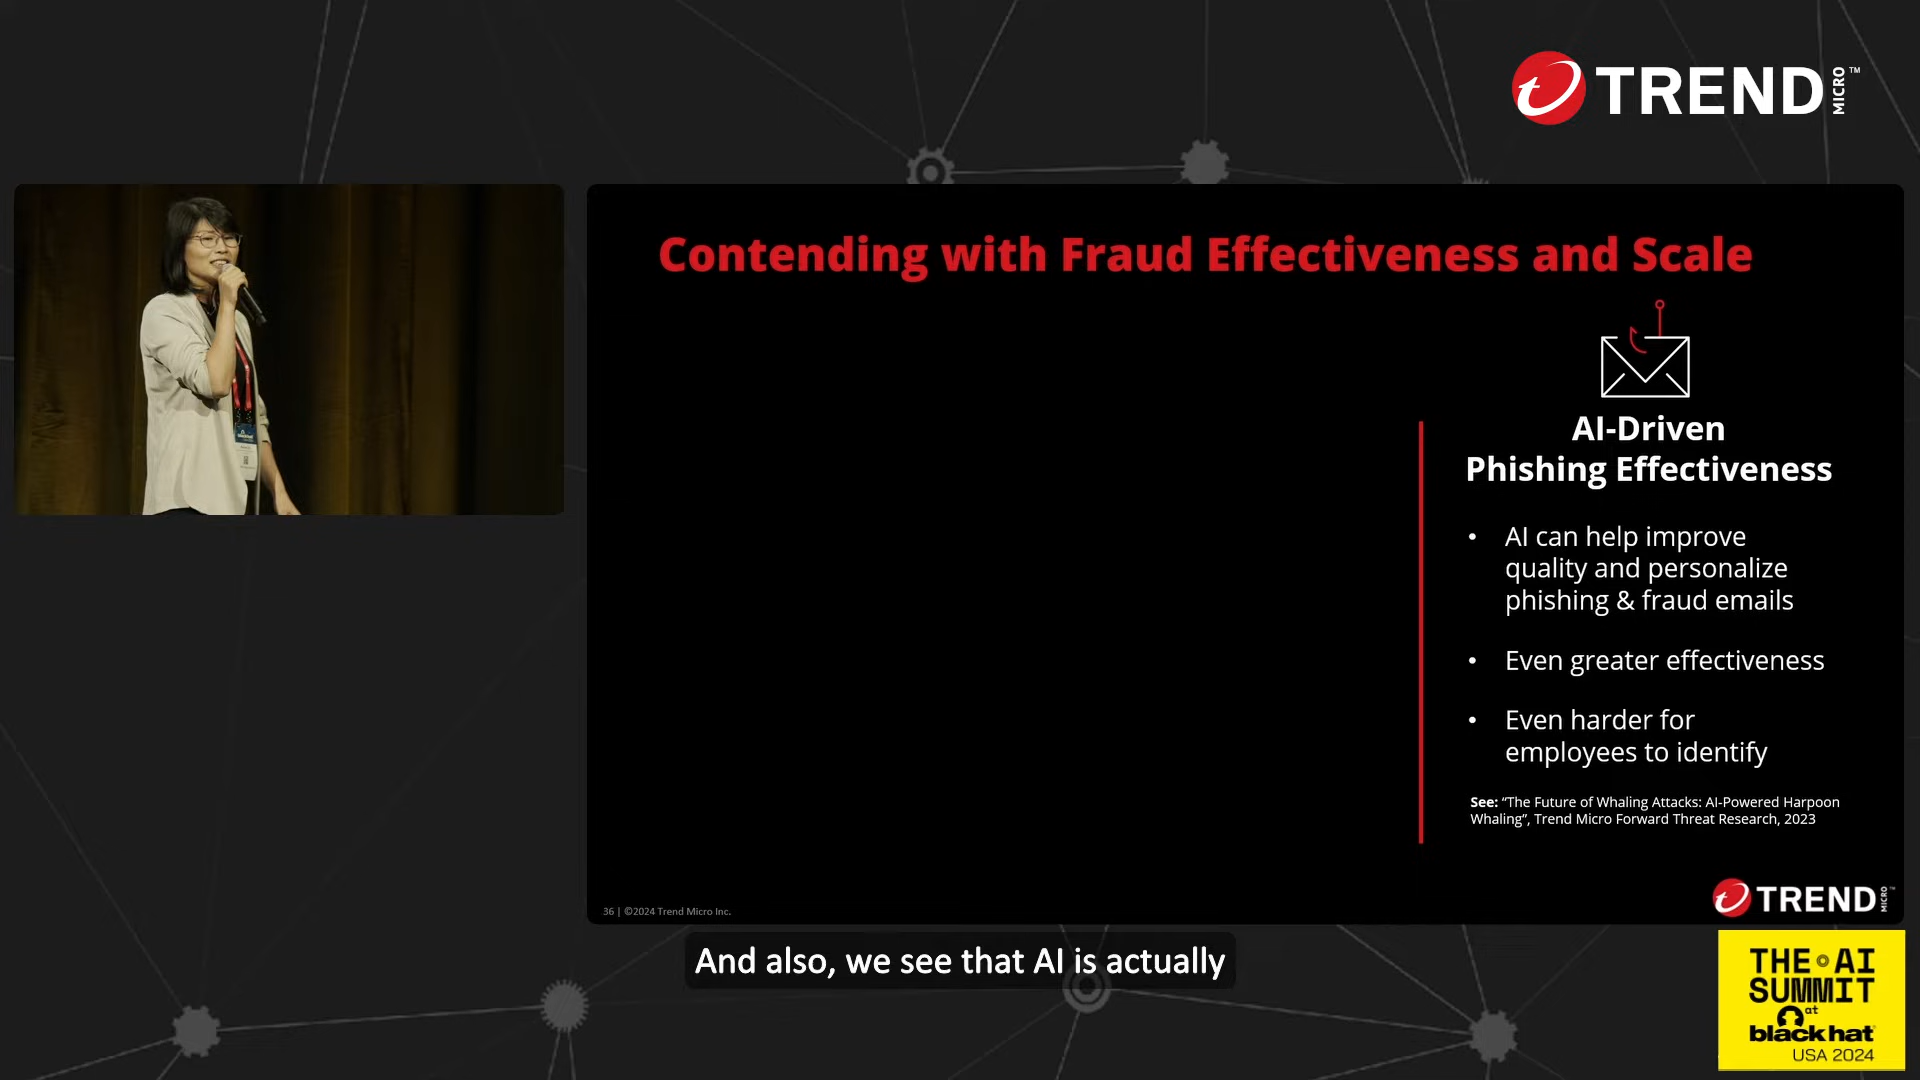 TREND MICRO™
Contending with Fraud Effectiveness and Scale
AI-Driven
Phishing Effectiveness
• AI can help improve
quality and personalize
phishing & fraud emails
• Even greater effectiveness
• Even harder for
employees to identify
See: “The Future of Whaling Attacks: AI-Powered Harpoon
Whaling”, Trend Micro Forward Threat Research, 2023
36 | ©2024 Trend Micro Inc.
TREND MICRO™
And also, we see that AI is actually
THE AI
SUMMIT
at
black hat
USA 2024
black hat